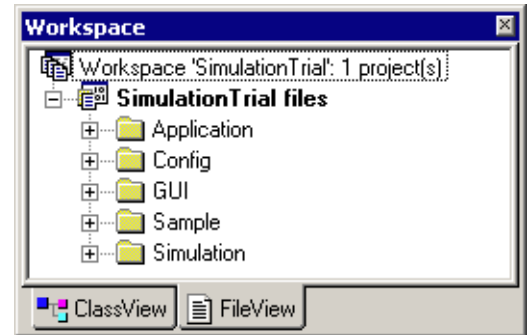 Workspace
Workspace 'SimulationTrial': 1 project(s)
SimulationTrial files
Application
Config
GUI
Sample
Simulation
ClassView FileView